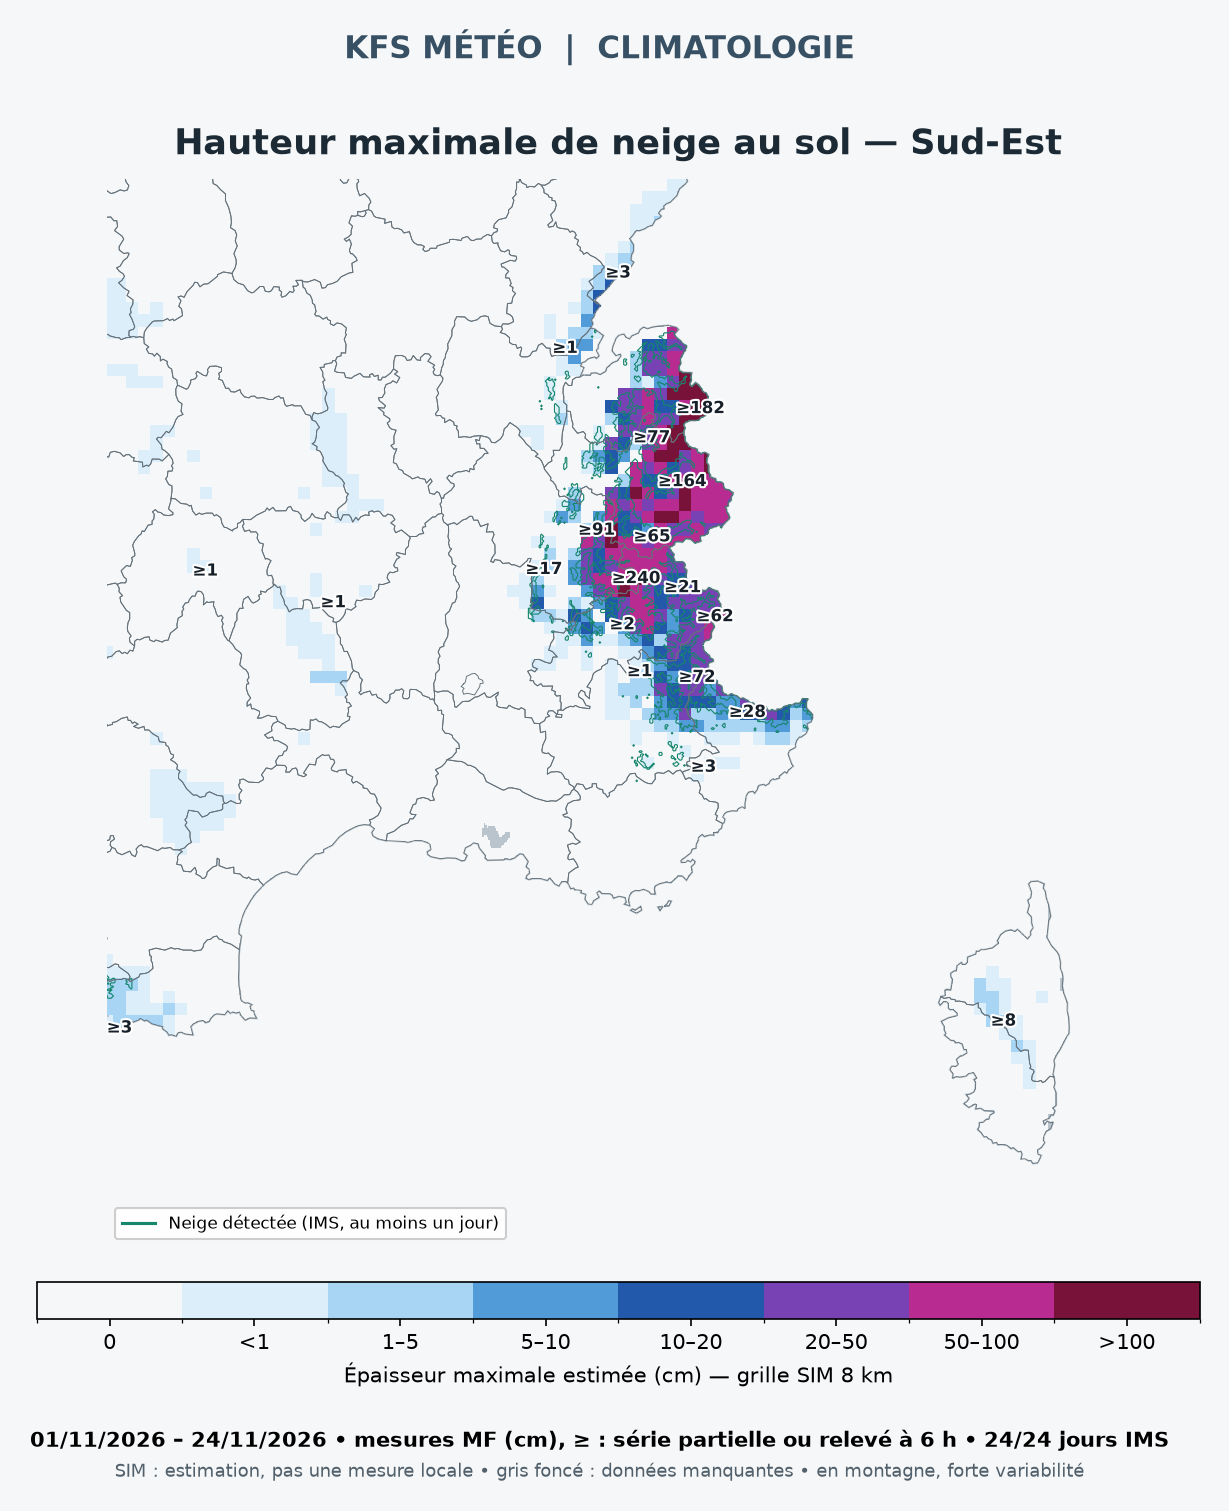 KFS MÉTÉO | CLIMATOLOGIE
Hauteur maximale de neige au sol — Sud-Est
≥3
≥1
≥182
≥77
≥164
≥91
≥65
≥17
≥1
≥240
≥21
≥1
≥62
≥2
≥1
≥72
≥28
≥3
≥8
≥3
Neige détectée (IMS, au moins un jour)
0 <1 1–5 5–10 10–20 20–50 50–100 >100
Épaisseur maximale estimée (cm) — grille SIM 8 km
01/11/2026 – 24/11/2026 • mesures MF (cm), ≥ : série partielle ou relevé à 6 h • 24/24 jours IMS
SIM : estimation, pas une mesure locale • gris foncé : données manquantes • en montagne, forte variabilité